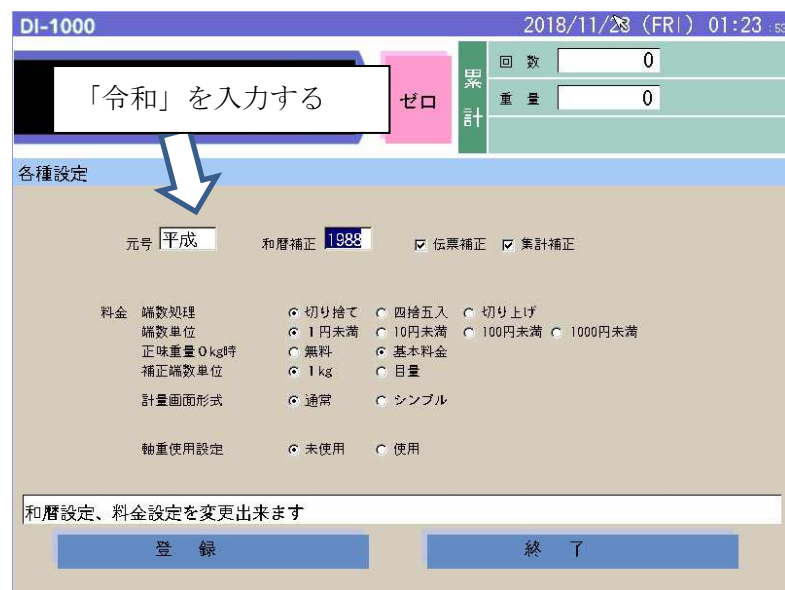 DI-1000 2018/11/23 (FRI) 01:23 :53
回 数 0
「令和」を入力する ゼロ 累計 重 量 0
各種設定
元号 平成 和暦補正 1988 伝票補正 集計補正
料金 端数処理 切り捨て 四捨五入 切り上げ
端数単位 1円未満 10円未満 100円未満 1000円未満
正味重量0kg時 無料 基本料金
補正端数単位 1kg 目量
計量画面形式 通常 シンプル
軸重使用設定 未使用 使用
和暦設定、料金設定を変更出来ます
登 録 終 了